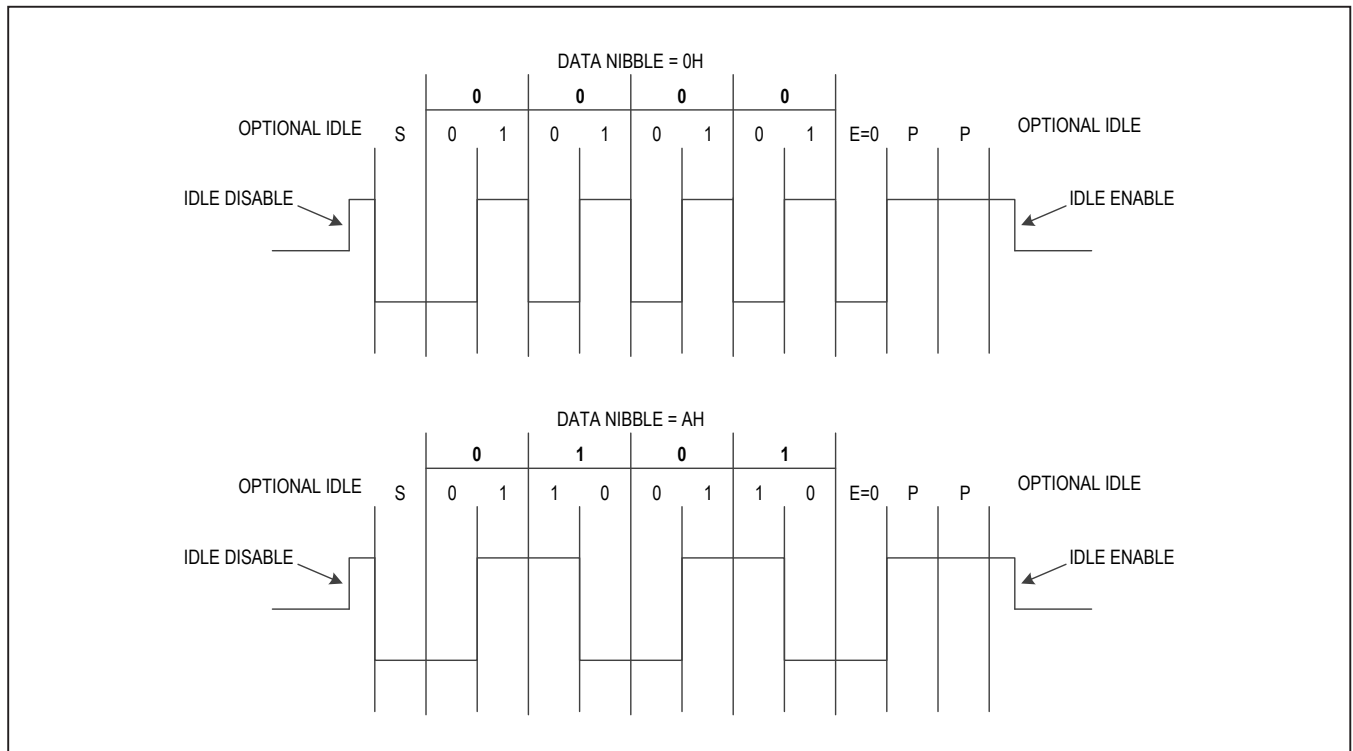 DATA NIBBLE = 0H
0 0 0 0
OPTIONAL IDLE S 0 1 0 1 0 1 0 1 E=0 P P OPTIONAL IDLE
IDLE DISABLE IDLE ENABLE
DATA NIBBLE = AH
0 1 0 1
OPTIONAL IDLE S 0 1 1 0 0 1 1 0 E=0 P P OPTIONAL IDLE
IDLE DISABLE IDLE ENABLE